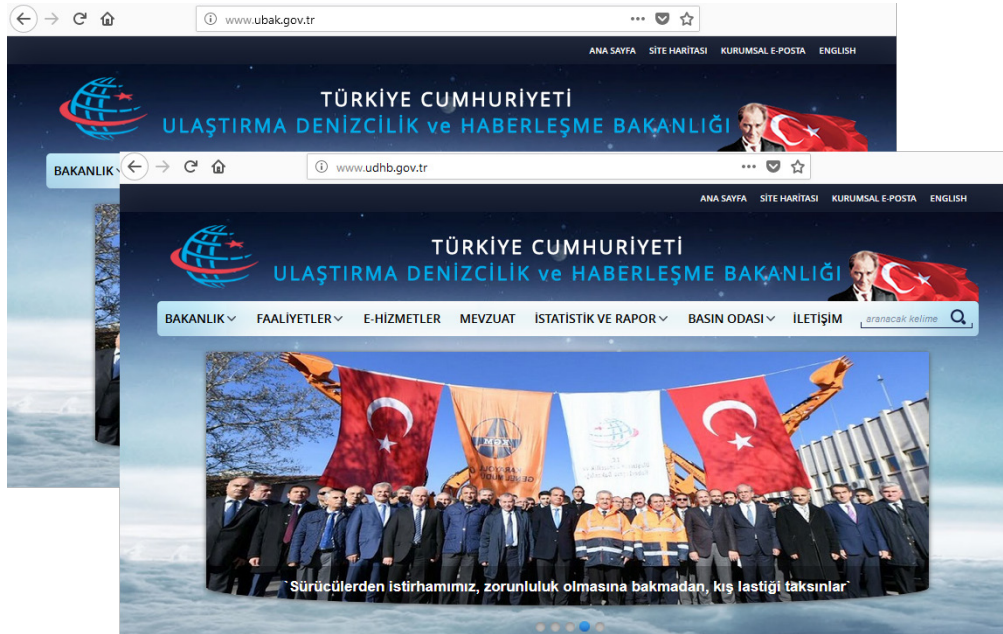 www.ubak.gov.tr
ANA SAYFA SİTE HARİTASI KURUMSAL E-POSTA ENGLISH
TÜRKİYE CUMHURİYETİ
ULAŞTIRMA DENİZCİLİK ve HABERLEŞME BAKANLIĞI
BAKANLIK
www.udhb.gov.tr
ANA SAYFA SİTE HARİTASI KURUMSAL E-POSTA ENGLISH
TÜRKİYE CUMHURİYETİ
ULAŞTIRMA DENİZCİLİK ve HABERLEŞME BAKANLIĞI
BAKANLIK FAALİYETLER E-HİZMETLER MEVZUAT İSTATİSTİK VE RAPOR BASIN ODASI İLETİŞİM aranacak kelime
`Sürücülerden istirhamımız, zorunluluk olmasına bakmadan, kış lastiği taksınlar`